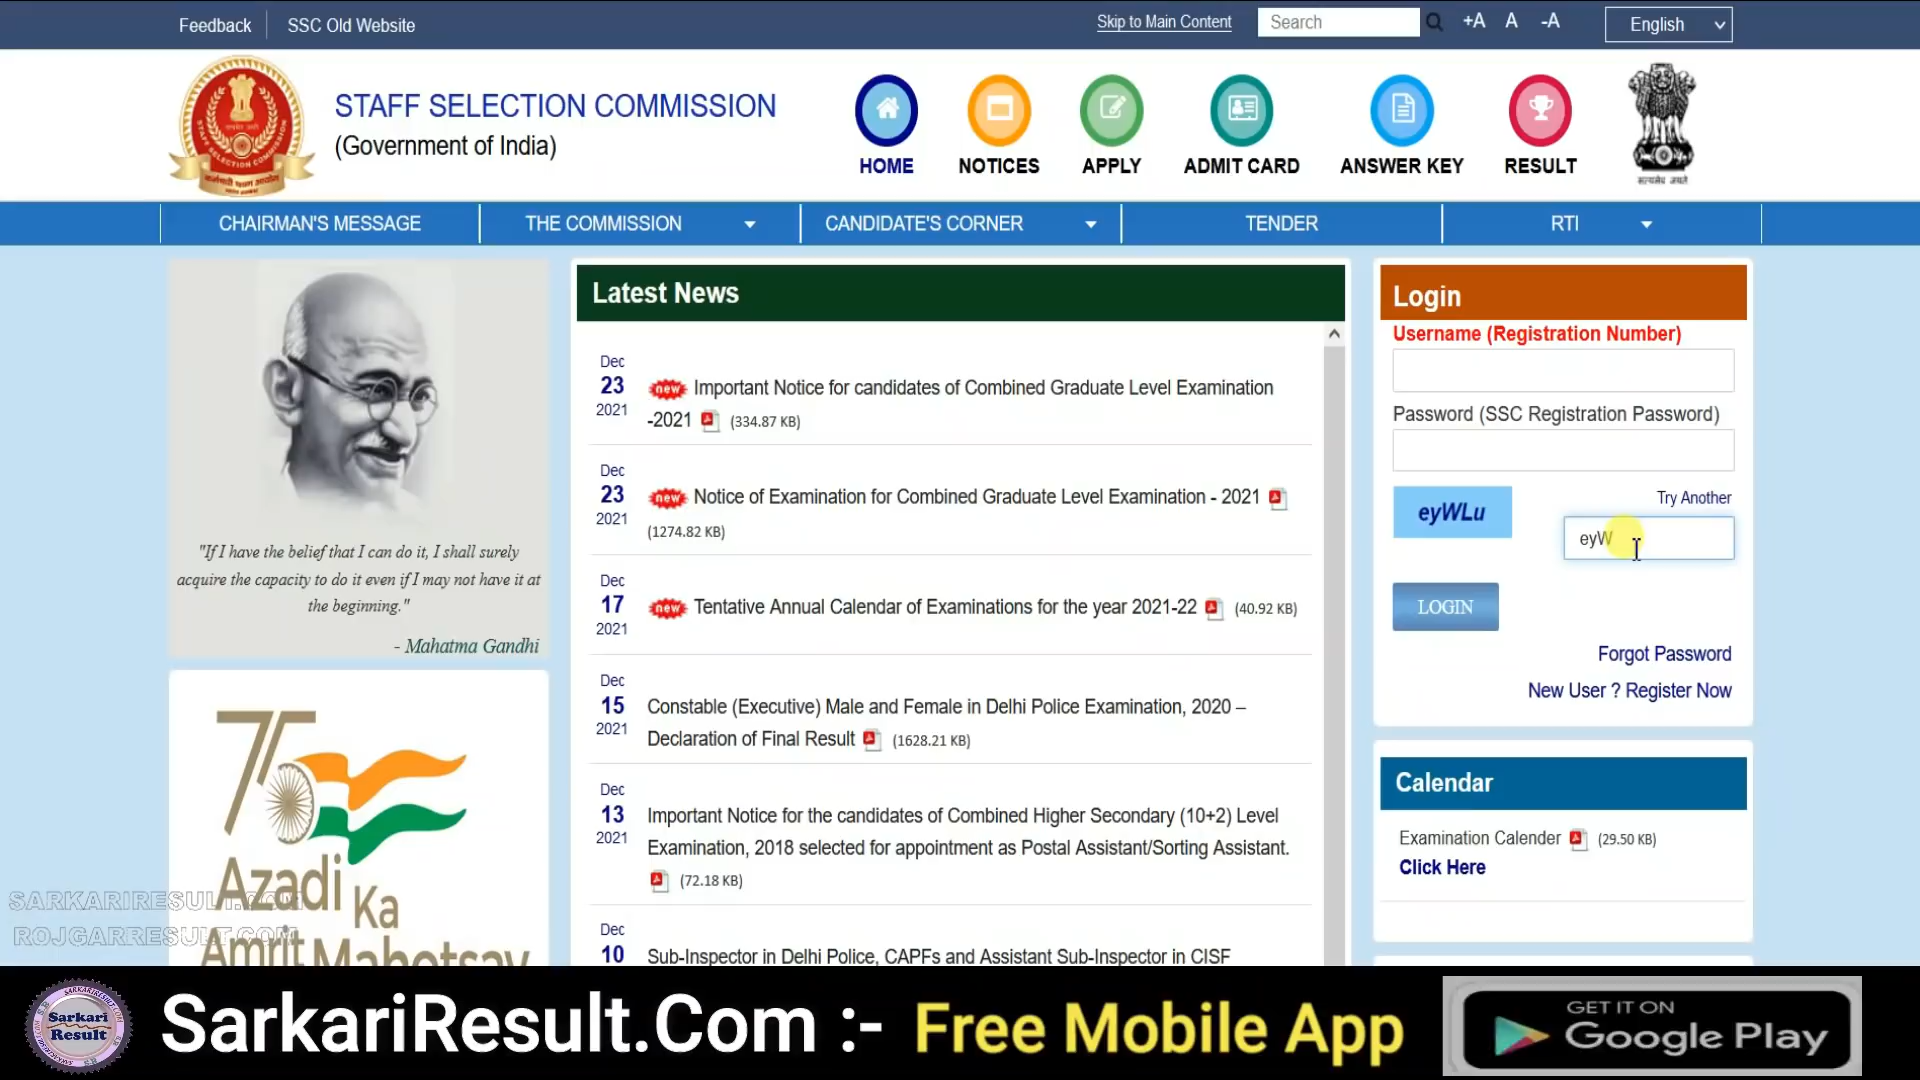 Feedback
SSC Old Website
Skip to Main Content
Search
+A
A
-A
English
STAFF SELECTION COMMISSION
(Government of India)
HOME
NOTICES
APPLY
ADMIT CARD
ANSWER KEY
RESULT
सत्यमेव जयते
CHAIRMAN'S MESSAGE
THE COMMISSION
CANDIDATE'S CORNER
TENDER
RTI
"If I have the belief that I can do it, I shall surely
acquire the capacity to do it even if I may not have it at
the beginning."
- Mahatma Gandhi
75
Azadi
Ka
Amrit
Mahotsav
Latest News
Dec
23
2021
new Important Notice for candidates of Combined Graduate Level Examination
-2021 (334.87 KB)
Dec
23
2021
new Notice of Examination for Combined Graduate Level Examination - 2021
(1274.82 KB)
Dec
17
2021
new Tentative Annual Calendar of Examinations for the year 2021-22 (40.92 KB)
Dec
15
2021
Constable (Executive) Male and Female in Delhi Police Examination, 2020 –
Declaration of Final Result (1628.21 KB)
Dec
13
2021
Important Notice for the candidates of Combined Higher Secondary (10+2) Level
Examination, 2018 selected for appointment as Postal Assistant/Sorting Assistant.
(72.18 KB)
Dec
10
Sub-Inspector in Delhi Police, CAPFs and Assistant Sub-Inspector in CISF
Login
Username (Registration Number)
Password (SSC Registration Password)
eyWLu
Try Another
eyW
LOGIN
Forgot Password
New User ? Register Now
Calendar
Examination Calender (29.50 KB)
Click Here
SARKARIRESULT.COM
ROJGARRESULT.COM
Sarkari
Result
SarkariResult.Com :-
Free Mobile App
GET IT ON
Google Play